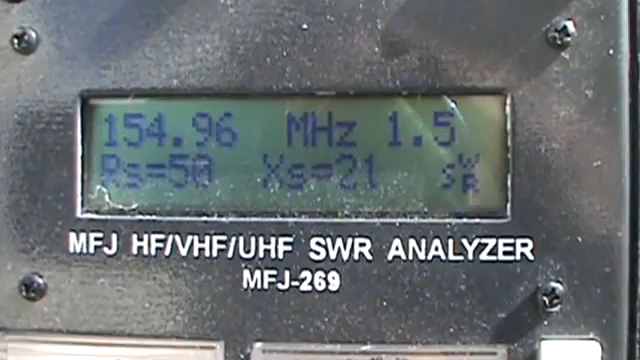 154.96 MHz 1.5
Rs=50 Xs=21 SWR
MFJ HF/VHF/UHF SWR ANALYZER
MFJ-269